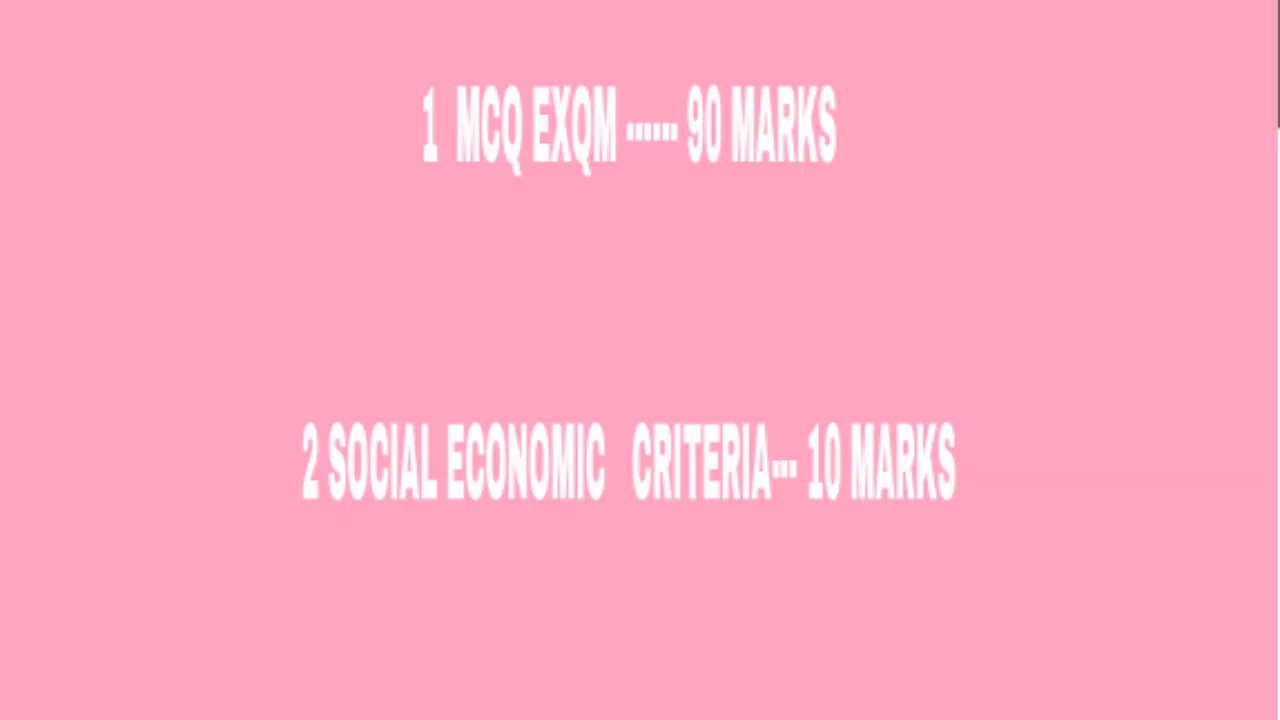 1 MCQ EXQM ------ 90 MARKS
2 SOCIAL ECONOMIC CRITERIA--- 10 MARKS